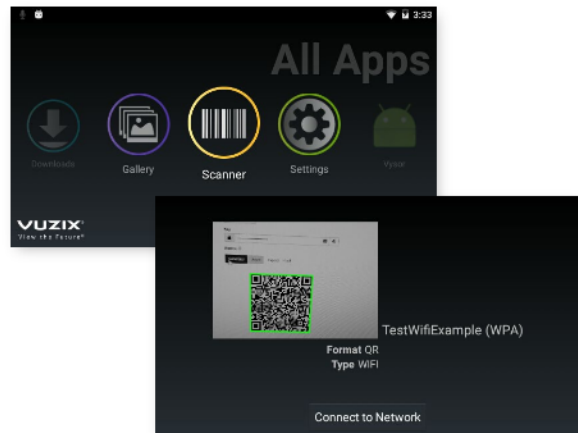 3:33
All Apps
Downloads
Gallery
Scanner
Settings
Vysor
VUZIX
View the Future®
TestWifiExample (WPA)
Format QR
Type WIFI
Connect to Network